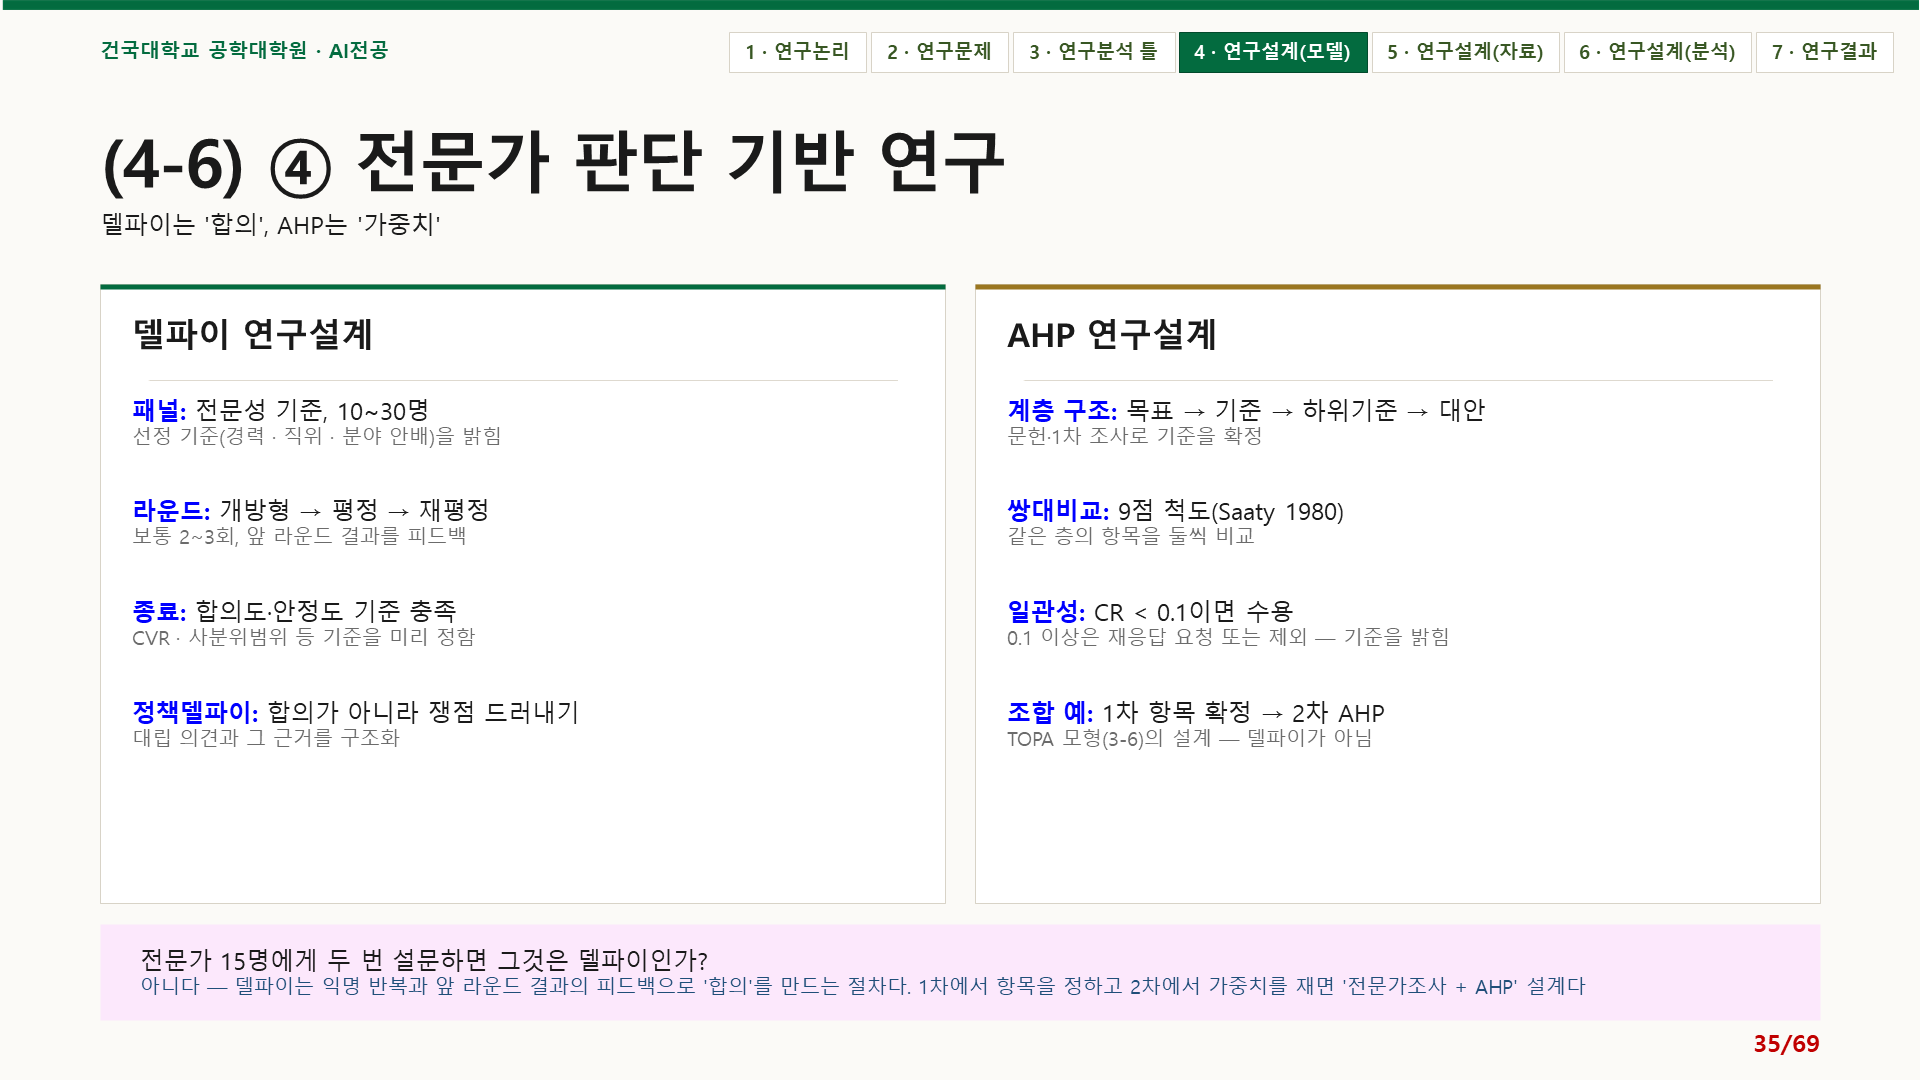 건국대학교 공학대학원 · AI전공
1 · 연구논리
2 · 연구문제
3 · 연구분석 틀
4 · 연구설계(모델)
5 · 연구설계(자료)
6 · 연구설계(분석)
7 · 연구결과
(4-6) ④ 전문가 판단 기반 연구
델파이는 '합의', AHP는 '가중치'
델파이 연구설계
패널: 전문성 기준, 10~30명
선정 기준(경력 · 직위 · 분야 안배)을 밝힘
라운드: 개방형 → 평정 → 재평정
보통 2~3회, 앞 라운드 결과를 피드백
종료: 합의도·안정도 기준 충족
CVR · 사분위범위 등 기준을 미리 정함
정책델파이: 합의가 아니라 쟁점 드러내기
대립 의견과 그 근거를 구조화
AHP 연구설계
계층 구조: 목표 → 기준 → 하위기준 → 대안
문헌·1차 조사로 기준을 확정
쌍대비교: 9점 척도(Saaty 1980)
같은 층의 항목을 둘씩 비교
일관성: CR < 0.1이면 수용
0.1 이상은 재응답 요청 또는 제외 — 기준을 밝힘
조합 예: 1차 항목 확정 → 2차 AHP
TOPA 모형(3-6)의 설계 — 델파이가 아님
전문가 15명에게 두 번 설문하면 그것은 델파이인가?
아니다 — 델파이는 익명 반복과 앞 라운드 결과의 피드백으로 '합의'를 만드는 절차다. 1차에서 항목을 정하고 2차에서 가중치를 재면 '전문가조사 + AHP' 설계다
35/69